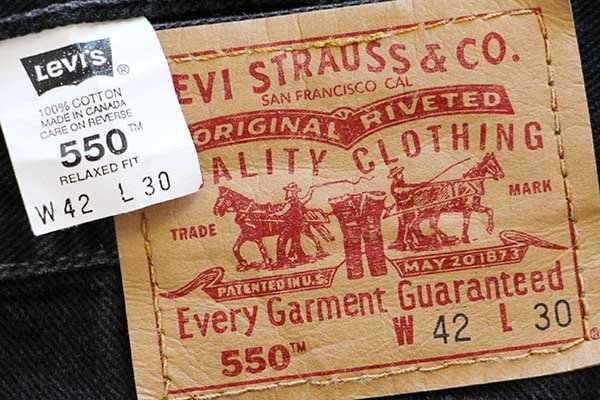 Levi's ®
100% COTTON
MADE IN CANADA
CARE ON REVERSE
550™
RELAXED FIT
W 42 L 30
EVI STRAUSS & CO.
SAN FRANCISCO CAL
ORIGINAL RIVETED
ALITY CLOTHING
TRADE MARK
PATENTED IN U.S. MAY 20 1873
Every Garment Guaranteed
550™ W 42 L 30 ®